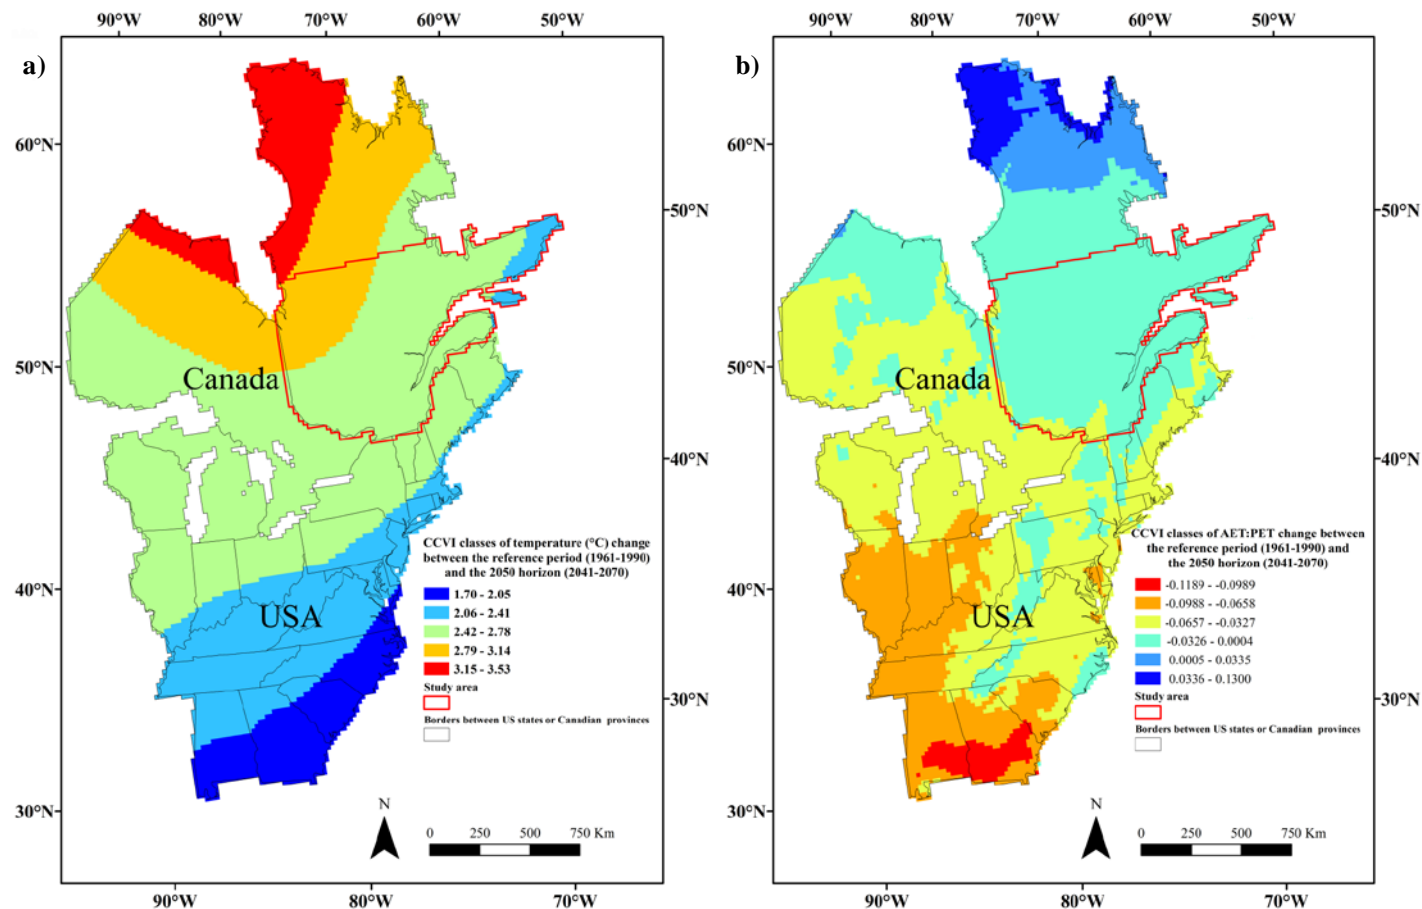 90°W 80°W 70°W 60°W 50°W
a)
60°N
50°N
50°N
Canada
40°N
CCVI classes of temperature (°C) change
between the reference period (1961-1990)
and the 2050 horizon (2041-2070)
40°N
USA
1.70 - 2.05
2.06 - 2.41
2.42 - 2.78
2.79 - 3.14
3.15 - 3.53
Study area
Borders between US states or Canadian provinces
30°N
30°N
N
0 250 500 750 Km
90°W 80°W 70°W
90°W 80°W 70°W 60°W 50°W
b)
60°N
50°N
50°N
Canada
40°N
CCVI classes of AET:PET change between
the reference period (1961-1990) and
the 2050 horizon (2041-2070)
40°N
USA
-0.1189 - -0.0989
-0.0988 - -0.0658
-0.0657 - -0.0327
-0.0326 - 0.0004
0.0005 - 0.0335
0.0336 - 0.1300
Study area
Borders between US states or Canadian provinces
30°N
30°N
N
0 250 500 750 Km
90°W 80°W 70°W